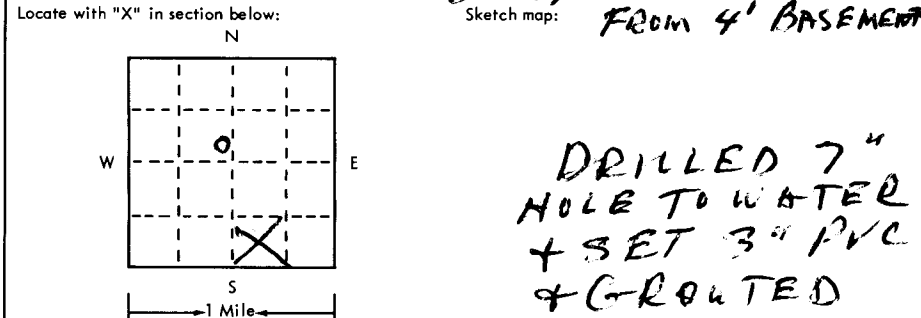 Locate with "X" in section below:
Sketch map:
FROM 4' BASEMENT
N
W
O
E
X
S
1 Mile
DRILLED 7"
HOLE TO WATER
+ SET 3" PVC
+ GROUTED